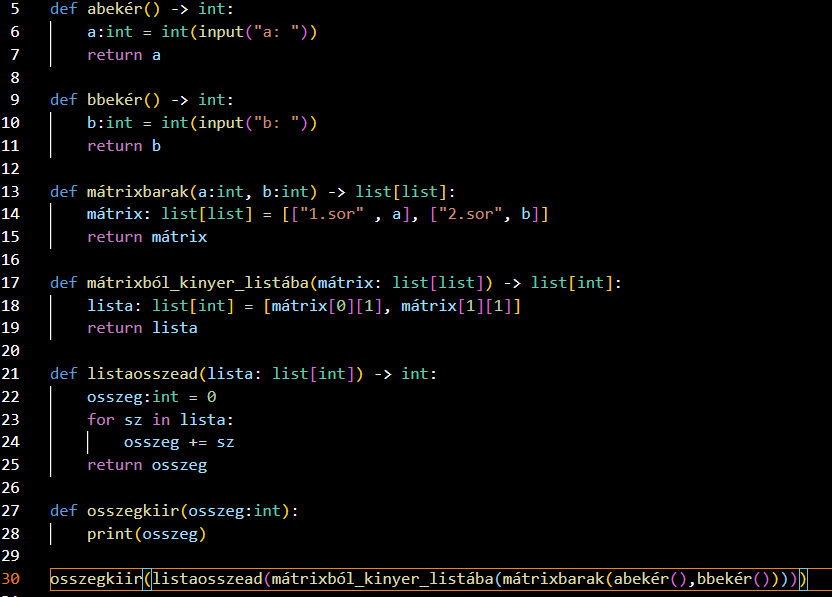 5 def abekér() -> int:
6     a:int = int(input("a: "))
7     return a
8
9 def bbekér() -> int:
10     b:int = int(input("b: "))
11     return b
12
13 def mátrixbarak(a:int, b:int) -> list[list]:
14     mátrix: list[list] = [["1.sor" , a], ["2.sor", b]]
15     return mátrix
16
17 def mátrixból_kinyer_listába(mátrix: list[list]) -> list[int]:
18     lista: list[int] = [mátrix[0][1], mátrix[1][1]]
19     return lista
20
21 def listaosszead(lista: list[int]) -> int:
22     osszeg:int = 0
23     for sz in lista:
24         osszeg += sz
25     return osszeg
26
27 def osszegkiir(osszeg:int):
28     print(osszeg)
29
30 osszegkiir(listaosszead(mátrixból_kinyer_listába(mátrixbarak(abekér(),bbekér()))))